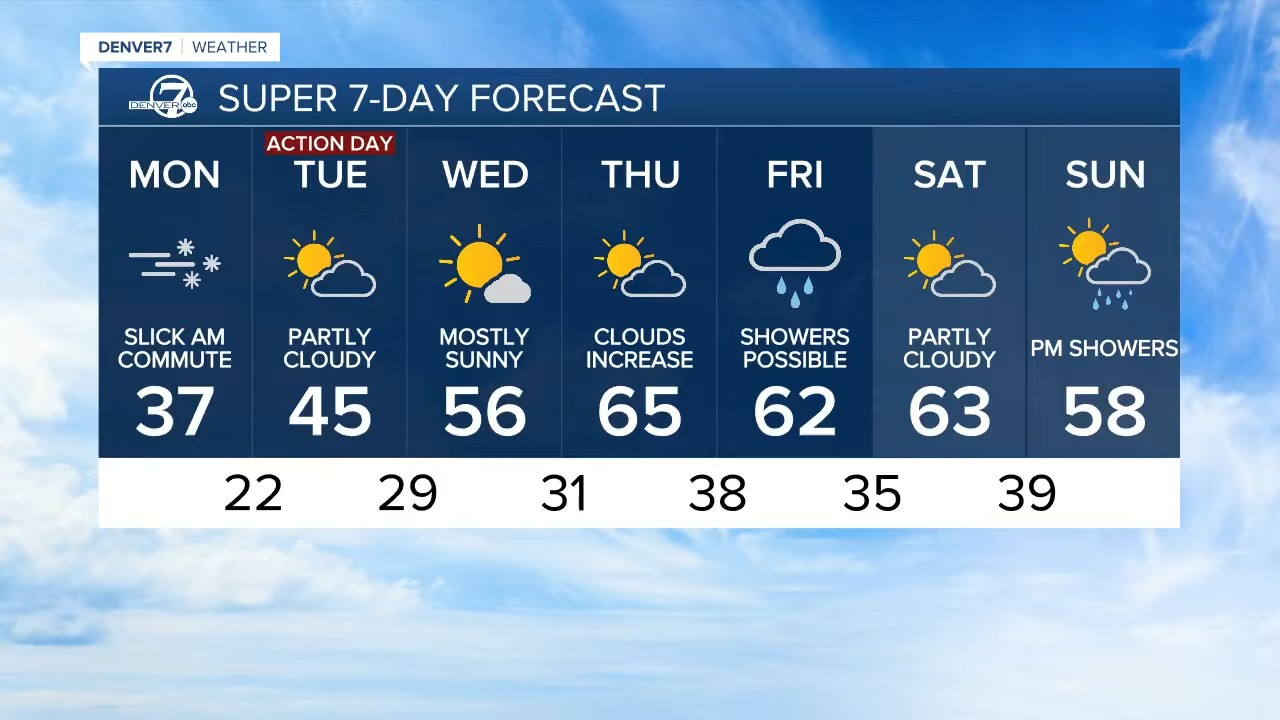 DENVER7 | WEATHER
7
DENVER abc
SUPER 7-DAY FORECAST
ACTION DAY
MON TUE WED THU FRI SAT SUN
SLICK AM PARTLY MOSTLY CLOUDS SHOWERS PARTLY PM SHOWERS
COMMUTE CLOUDY SUNNY INCREASE POSSIBLE CLOUDY
37 45 56 65 62 63 58
22 29 31 38 35 39